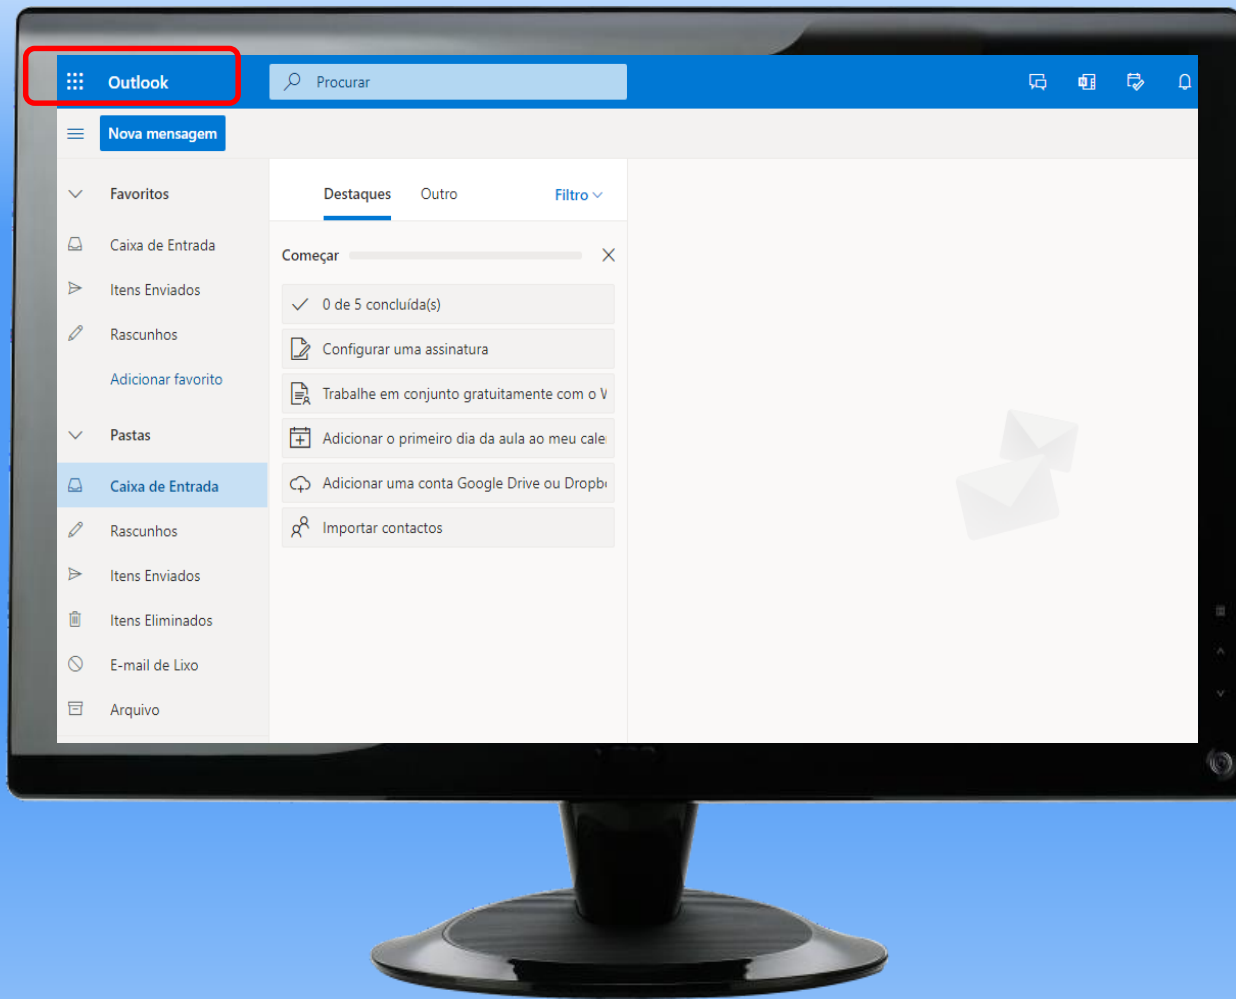 Outlook
Procurar
Nova mensagem
Favoritos
Caixa de Entrada
Itens Enviados
Rascunhos
Adicionar favorito
Pastas
Caixa de Entrada
Rascunhos
Itens Enviados
Itens Eliminados
E-mail de Lixo
Arquivo
Destaques Outro Filtro
Começar
0 de 5 concluída(s)
Configurar uma assinatura
Trabalhe em conjunto gratuitamente com o
Adicionar o primeiro dia da aula ao meu cale
Adicionar uma conta Google Drive ou Dropb
Importar contactos